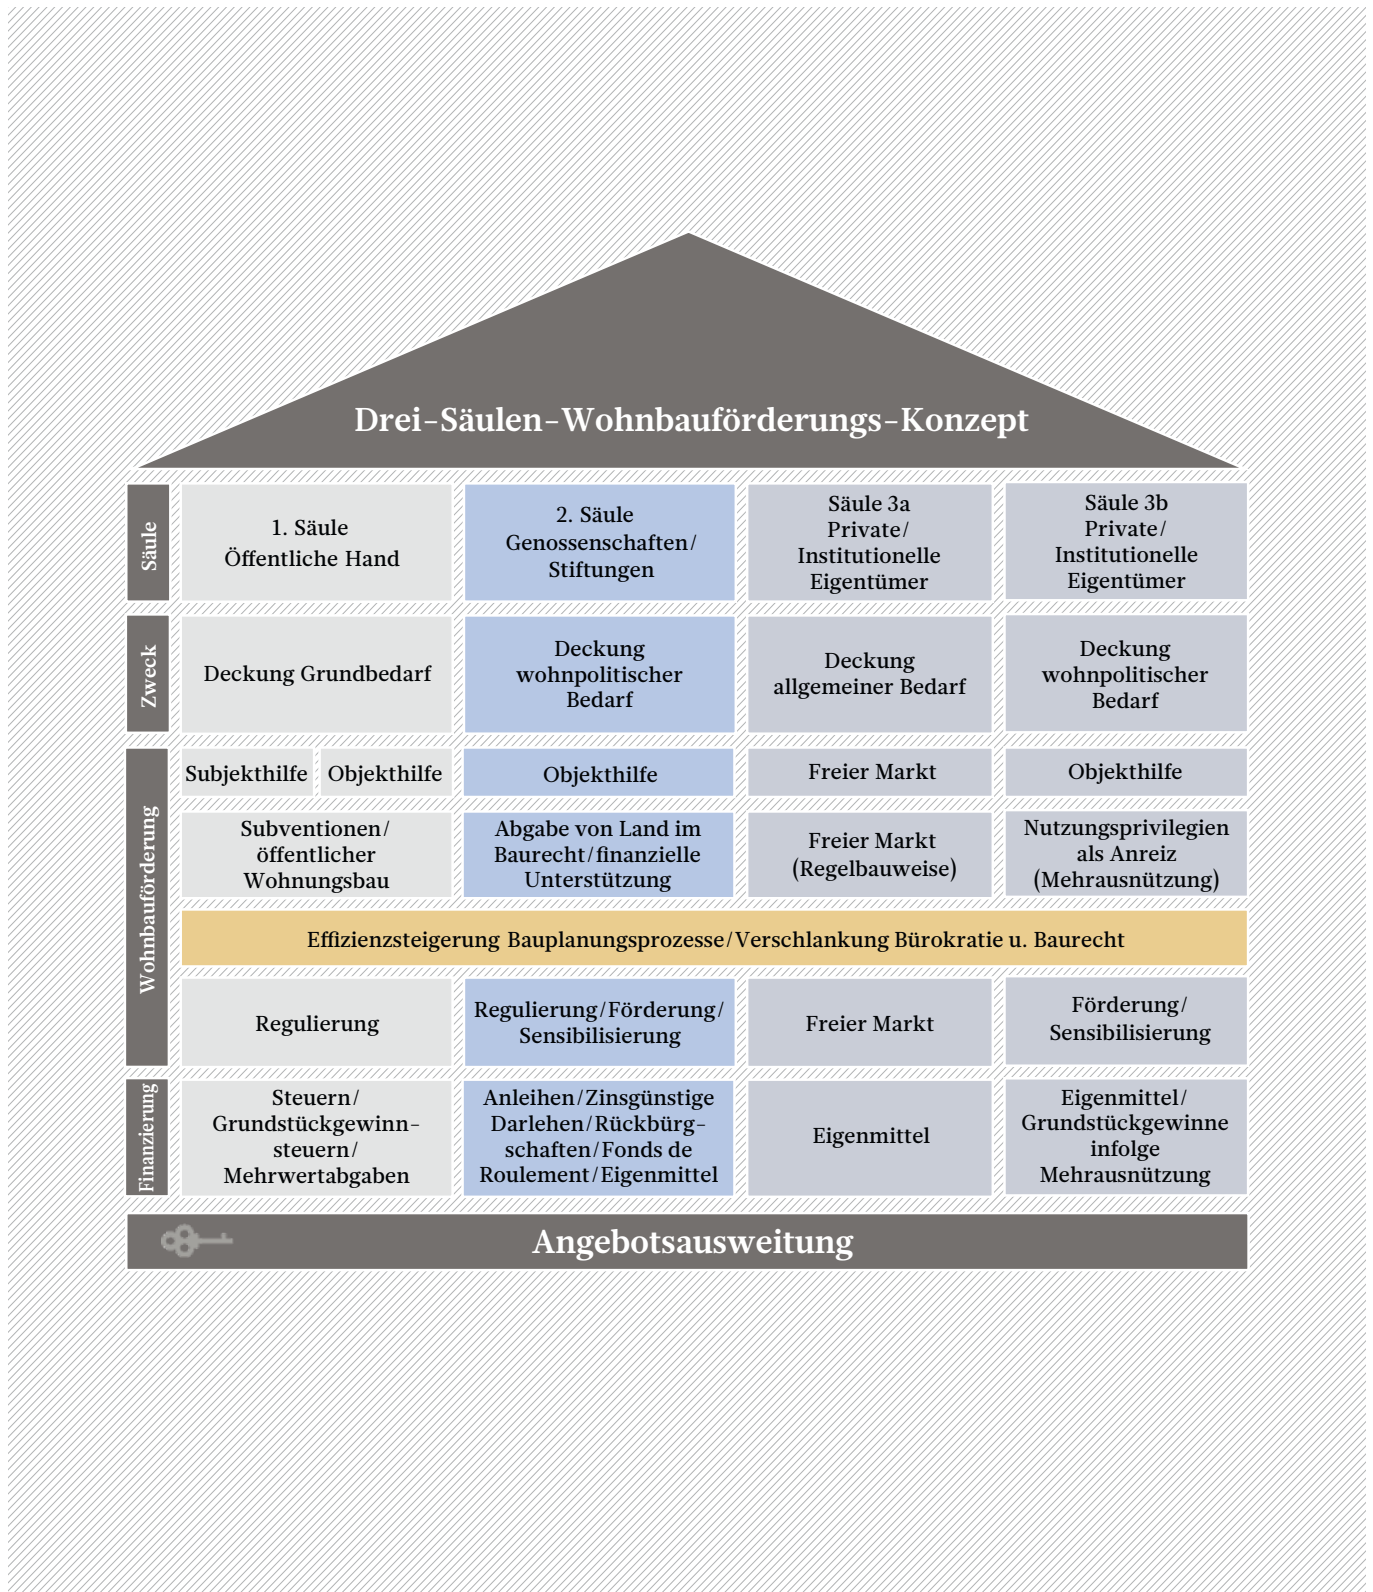 Drei-Säulen-Wohnbauförderungs-Konzept
Säule
1. Säule
Öffentliche Hand
2. Säule
Genossenschaften/
Stiftungen
Säule 3a
Private/
Institutionelle
Eigentümer
Säule 3b
Private/
Institutionelle
Eigentümer
Zweck
Deckung Grundbedarf
Deckung
wohnpolitischer
Bedarf
Deckung
allgemeiner Bedarf
Deckung
wohnpolitischer
Bedarf
Wohnbauförderung
Subjekthilfe
Objekthilfe
Objekthilfe
Freier Markt
Objekthilfe
Subventionen/
öffentlicher
Wohnungsbau
Abgabe von Land im
Baurecht/finanzielle
Unterstützung
Freier Markt
(Regelbauweise)
Nutzungsprivilegien
als Anreiz
(Mehrausnützung)
Effizienzsteigerung Bauplanungsprozesse/Verschlankung Bürokratie u. Baurecht
Regulierung
Regulierung/Förderung/
Sensibilisierung
Freier Markt
Förderung/
Sensibilisierung
Finanzierung
Steuern/
Grundstückgewinn-
steuern/
Mehrwertabgaben
Anleihen/Zinsgünstige
Darlehen/Rückbürg-
schaften/Fonds de
Roulement/Eigenmittel
Eigenmittel
Eigenmittel/
Grundstückgewinne
infolge
Mehrausnützung
Angebotsausweitung